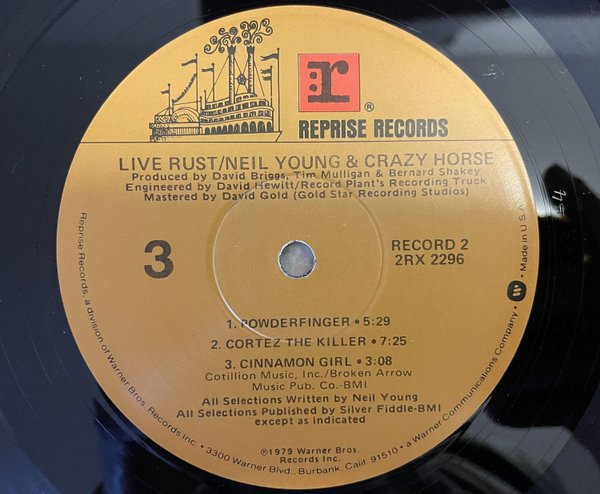 r®
REPRISE RECORDS
LIVE RUST/NEIL YOUNG & CRAZY HORSE
Produced by David Briggs, Tim Mulligan & Bernard Shakey
Engineered by David Hewitt/Record Plant's Recording Truck
Mastered by David Gold (Gold Star Recording Studios)
3
RECORD 2
2RX 2296
1. POWDERFINGER • 5:29
2. CORTEZ THE KILLER • 7:25
3. CINNAMON GIRL • 3:08
Cotillion Music, Inc./Broken Arrow
Music Pub. Co.-BMI
All Selections Written by Neil Young
All Selections Published by Silver Fiddle-BMI
except as indicated
℗1979 Warner Bros.
Records Inc.
Reprise Records, a division of Warner Bros. Records Inc. • 3300 Warner Blvd., Burbank, Calif. 91510 • a Warner Communications Company • W • Made in U.S.A.